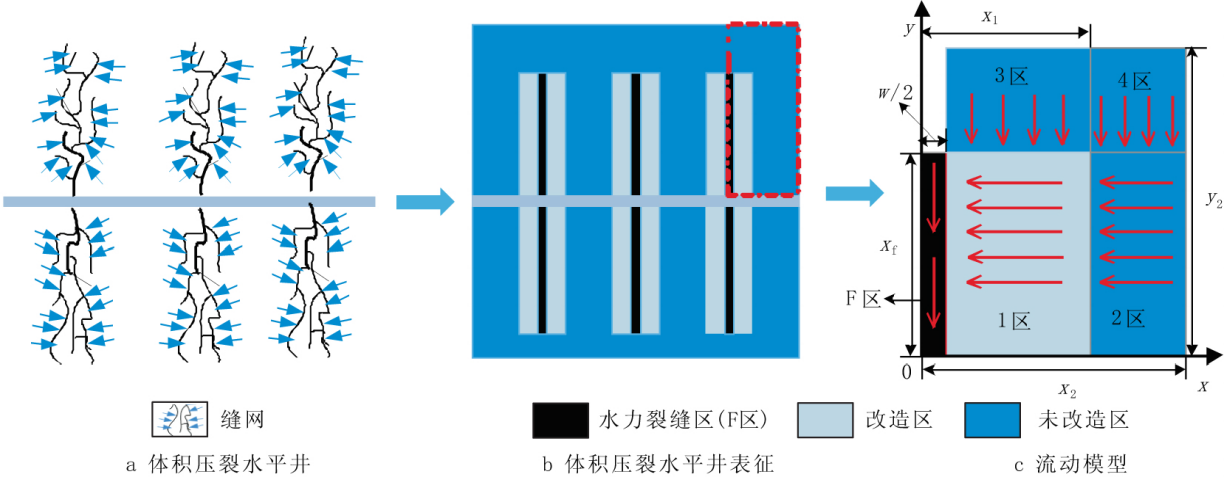 y
x₁
3区
4区
w/2
y₂
x_f
F区
1区
2区
0
x₂
x
缝网
水力裂缝区(F区)
改造区
未改造区
a 体积压裂水平井
b 体积压裂水平井表征
c 流动模型